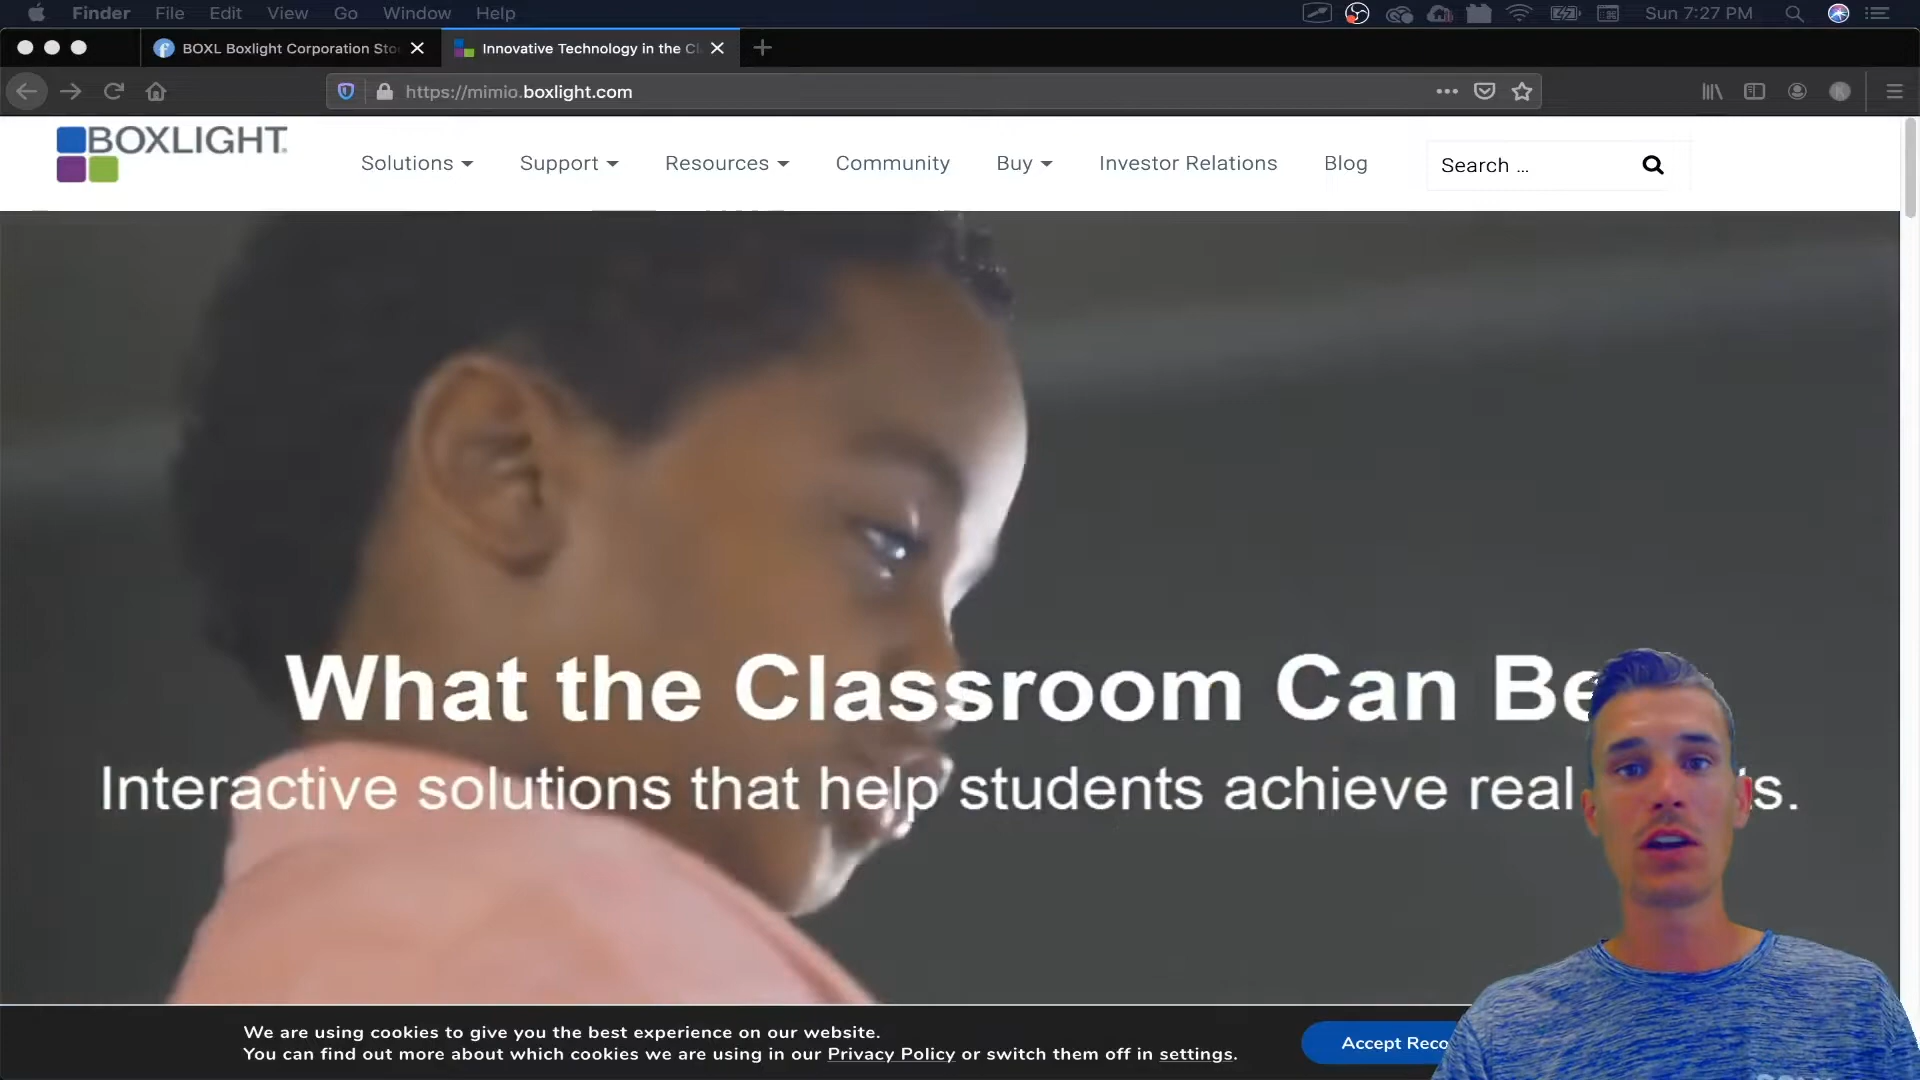 Finder File Edit View Go Window Help
Sun 7:27 PM
BOXL Boxlight Corporation Sto
Innovative Technology in the Cl
https://mimio.boxlight.com
BOXLIGHT
Solutions Support Resources Community Buy Investor Relations Blog
Search ...
What the Classroom Can Be
Interactive solutions that help students achieve real s.
We are using cookies to give you the best experience on our website.
You can find out more about which cookies we are using in our Privacy Policy or switch them off in settings.
Accept Reco